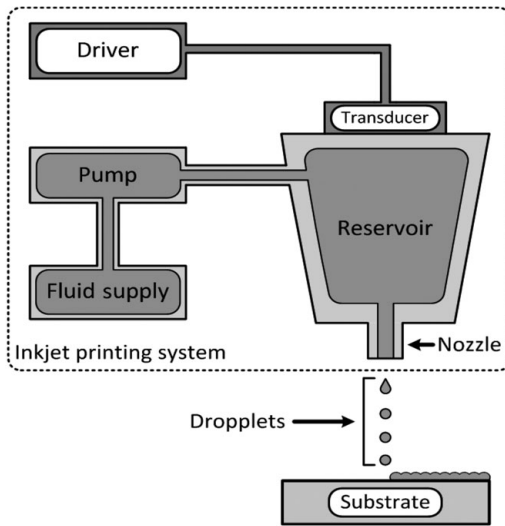 Driver
Transducer
Pump
Reservoir
Fluid supply
Inkjet printing system
Nozzle
Dropplets
Substrate